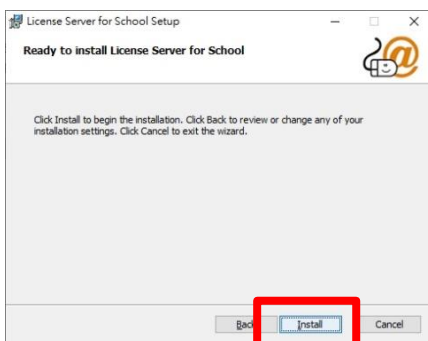 License Server for School Setup
Ready to install License Server for School
Click Install to begin the installation. Click Back to review or change any of your
installation settings. Click Cancel to exit the wizard.
Back Install Cancel